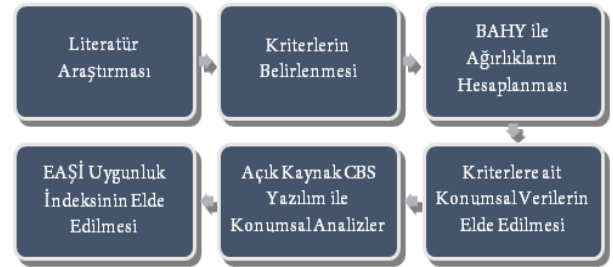 Literatür
Araştırması
Kriterlerin
Belirlenmesi
BAHY ile
Ağırlıkların
Hesaplanması
Kriterlere ait
Konumsal Verilerin
Elde Edilmesi
Açık Kaynak CBS
Yazılım ile
Konumsal Analizler
EAŞİ Uygunluk
İndeksinin Elde
Edilmesi